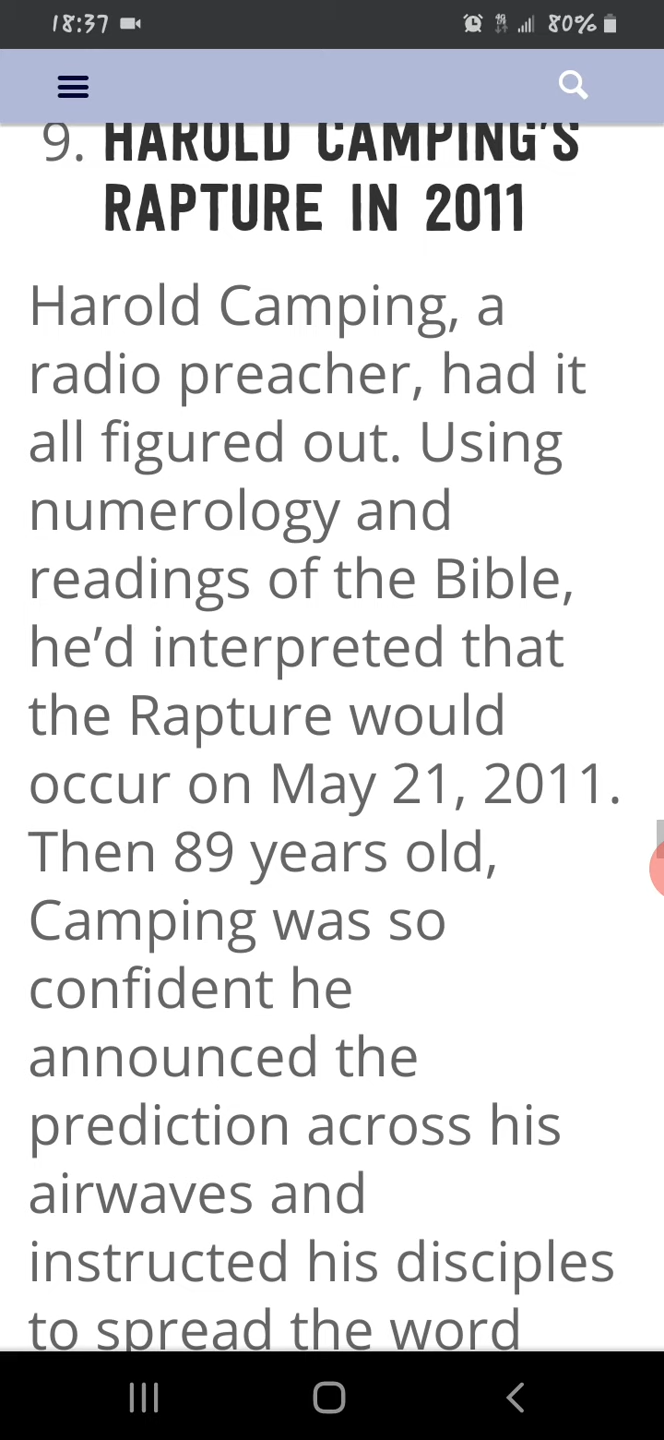 18:37
80%
9. HAROLD CAMPING'S
RAPTURE IN 2011
Harold Camping, a
radio preacher, had it
all figured out. Using
numerology and
readings of the Bible,
he’d interpreted that
the Rapture would
occur on May 21, 2011.
Then 89 years old,
Camping was so
confident he
announced the
prediction across his
airwaves and
instructed his disciples
to spread the word